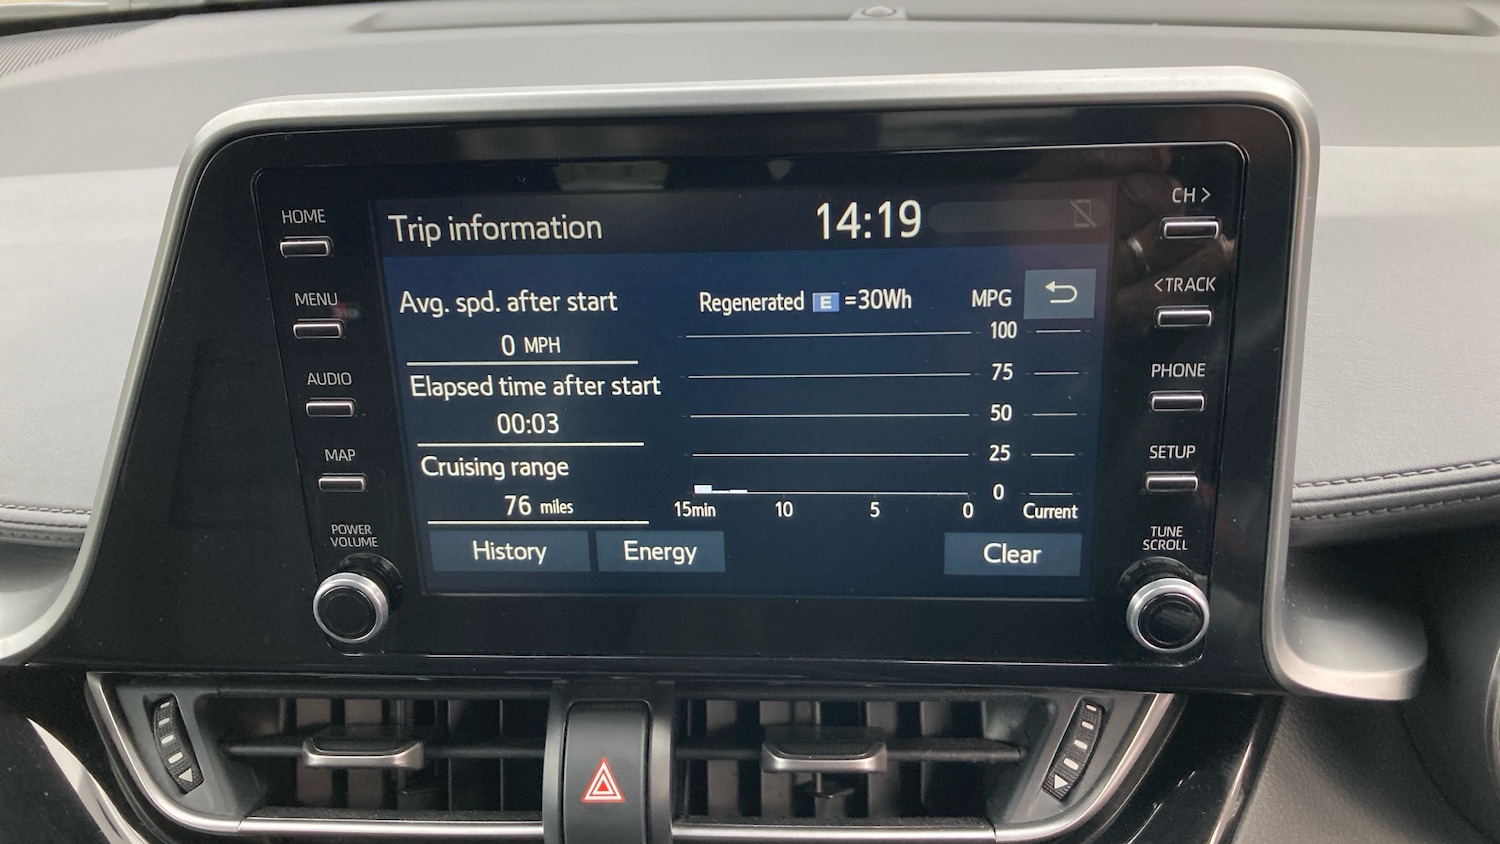 HOME
MENU
AUDIO
MAP
POWER
VOLUME
Trip information
14:19
Avg. spd. after start
0 MPH
Elapsed time after start
00:03
Cruising range
76 miles
History
Energy
Regenerated E =30Wh
MPG
100
75
50
25
0
15min 10 5 0 Current
Clear
CH >
<TRACK
PHONE
SETUP
TUNE
SCROLL